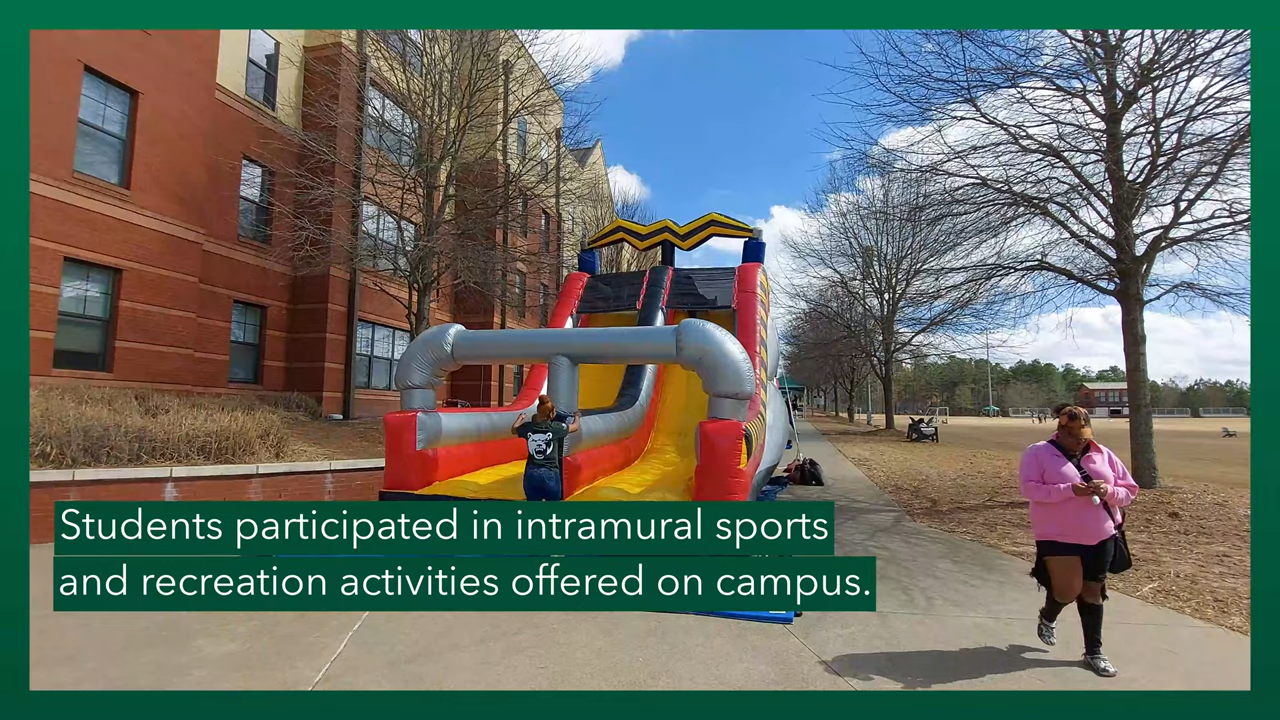 Students participated in intramural sports
and recreation activities offered on campus.